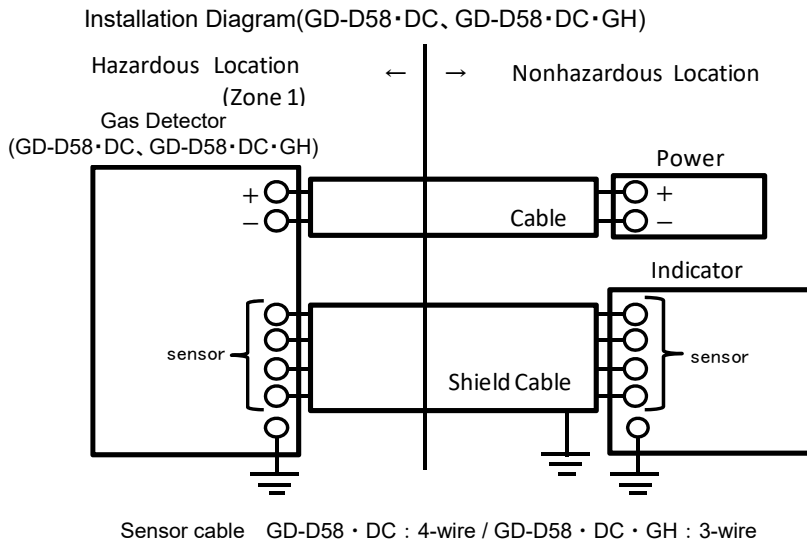 Installation Diagram(GD-D58・DC、GD-D58・DC・GH)
Hazardous Location
(Zone 1)
← → Nonhazardous Location
Gas Detector
(GD-D58・DC、GD-D58・DC・GH)
Power
+
−
Cable
+
−
Indicator
sensor
Shield Cable
sensor
Sensor cable GD-D58・DC : 4-wire / GD-D58・DC・GH : 3-wire